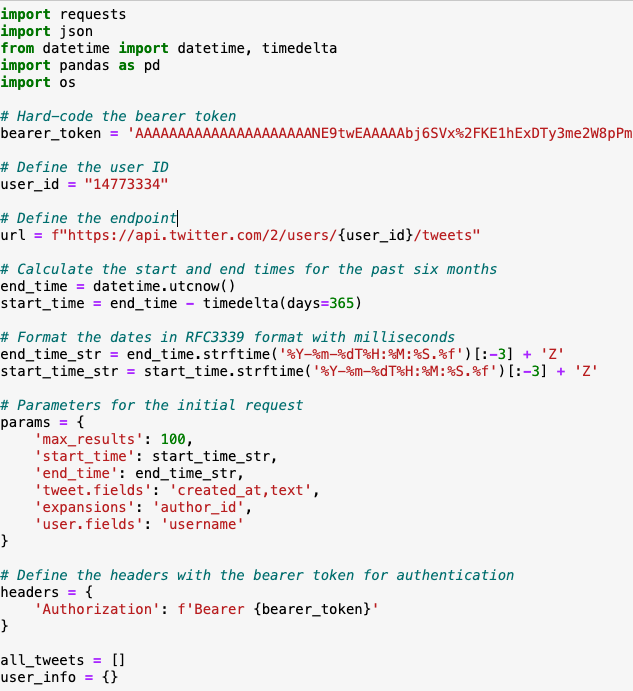 import requests
import json
from datetime import datetime, timedelta
import pandas as pd
import os

# Hard-code the bearer token
bearer_token = 'AAAAAAAAAAAAAAAAAAAAANE9twEAAAAAbj6SVx%2FKE1hExDTy3me2W8pPm

# Define the user ID
user_id = "14773334"

# Define the endpoint
url = f"https://api.twitter.com/2/users/{user_id}/tweets"

# Calculate the start and end times for the past six months
end_time = datetime.utcnow()
start_time = end_time - timedelta(days=365)

# Format the dates in RFC3339 format with milliseconds
end_time_str = end_time.strftime('%Y-%m-%dT%H:%M:%S.%f')[:-3] + 'Z'
start_time_str = start_time.strftime('%Y-%m-%dT%H:%M:%S.%f')[:-3] + 'Z'

# Parameters for the initial request
params = {
    'max_results': 100,
    'start_time': start_time_str,
    'end_time': end_time_str,
    'tweet.fields': 'created_at,text',
    'expansions': 'author_id',
    'user.fields': 'username'
}

# Define the headers with the bearer token for authentication
headers = {
    'Authorization': f'Bearer {bearer_token}'
}

all_tweets = []
user_info = {}